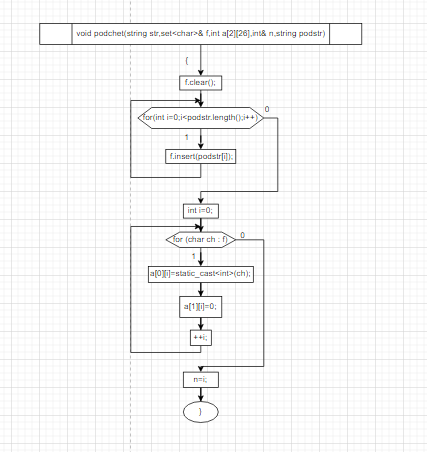 void podchet(string str,set<char>& f,int a[2][26],int& n,string podstr)
{
f.clear();
0
for(int i=0;i<podstr.length();i++)
1
f.insert(podstr[i]);
int i=0;
0
for (char ch : f)
1
a[0][i]=static_cast<int>(ch);
a[1][i]=0;
++i;
n=i;
}